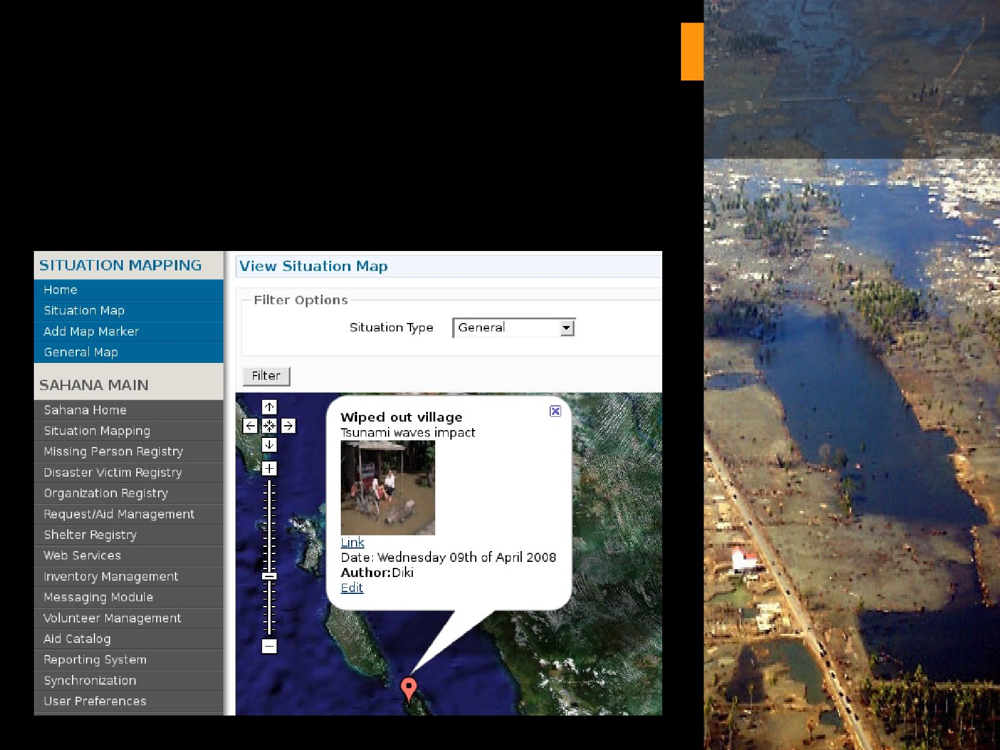 SITUATION MAPPING
Home
Situation Map
Add Map Marker
General Map
SAHANA MAIN
Sahana Home
Situation Mapping
Missing Person Registry
Disaster Victim Registry
Organization Registry
Request/Aid Management
Shelter Registry
Web Services
Inventory Management
Messaging Module
Volunteer Management
Aid Catalog
Reporting System
Synchronization
User Preferences
View Situation Map
Filter Options
Situation Type General
Filter
Wiped out village
Tsunami waves impact
Link
Date: Wednesday 09th of April 2008
Author:Diki
Edit